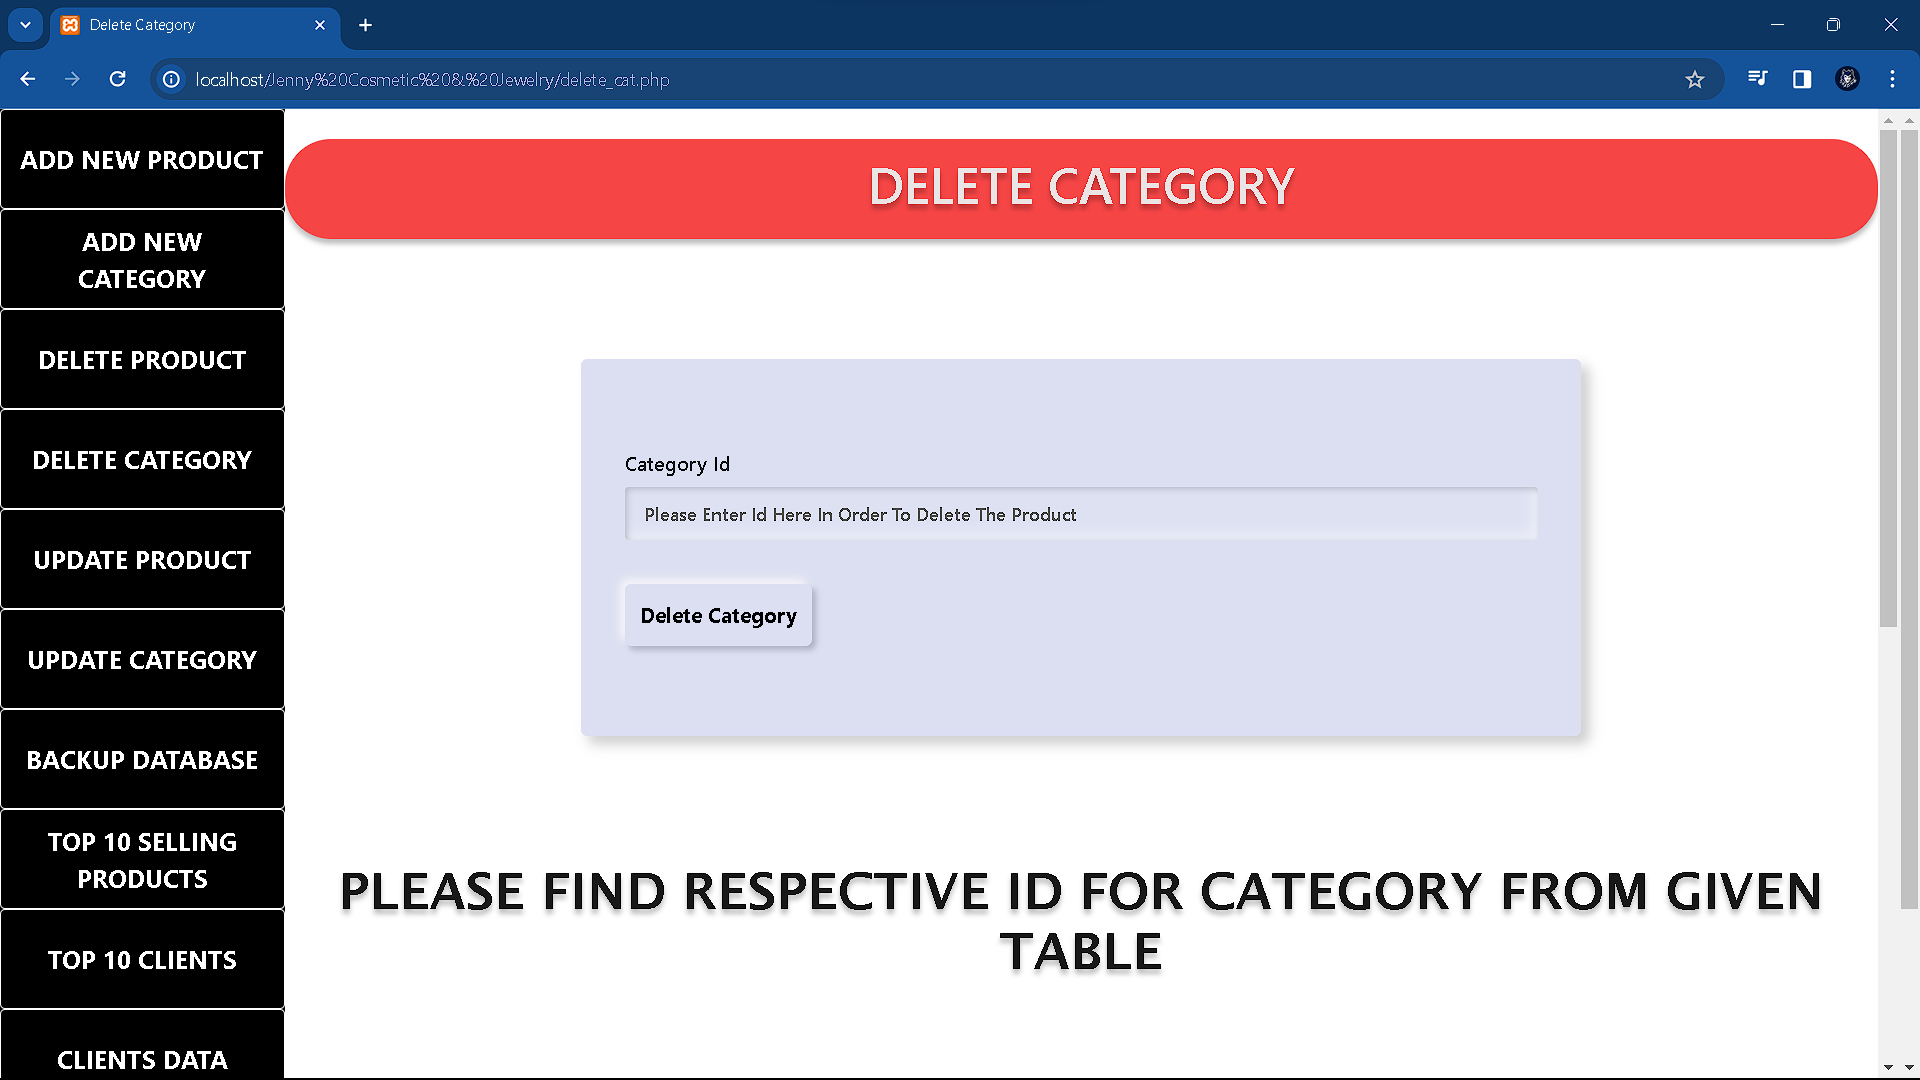 Delete Category
localhost/Jenny%20Cosmetic%20&%20Jewelry/delete_cat.php
ADD NEW PRODUCT
ADD NEW
CATEGORY
DELETE PRODUCT
DELETE CATEGORY
UPDATE PRODUCT
UPDATE CATEGORY
BACKUP DATABASE
TOP 10 SELLING
PRODUCTS
TOP 10 CLIENTS
CLIENTS DATA
DELETE CATEGORY
Category Id
Please Enter Id Here In Order To Delete The Product
Delete Category
PLEASE FIND RESPECTIVE ID FOR CATEGORY FROM GIVEN
TABLE